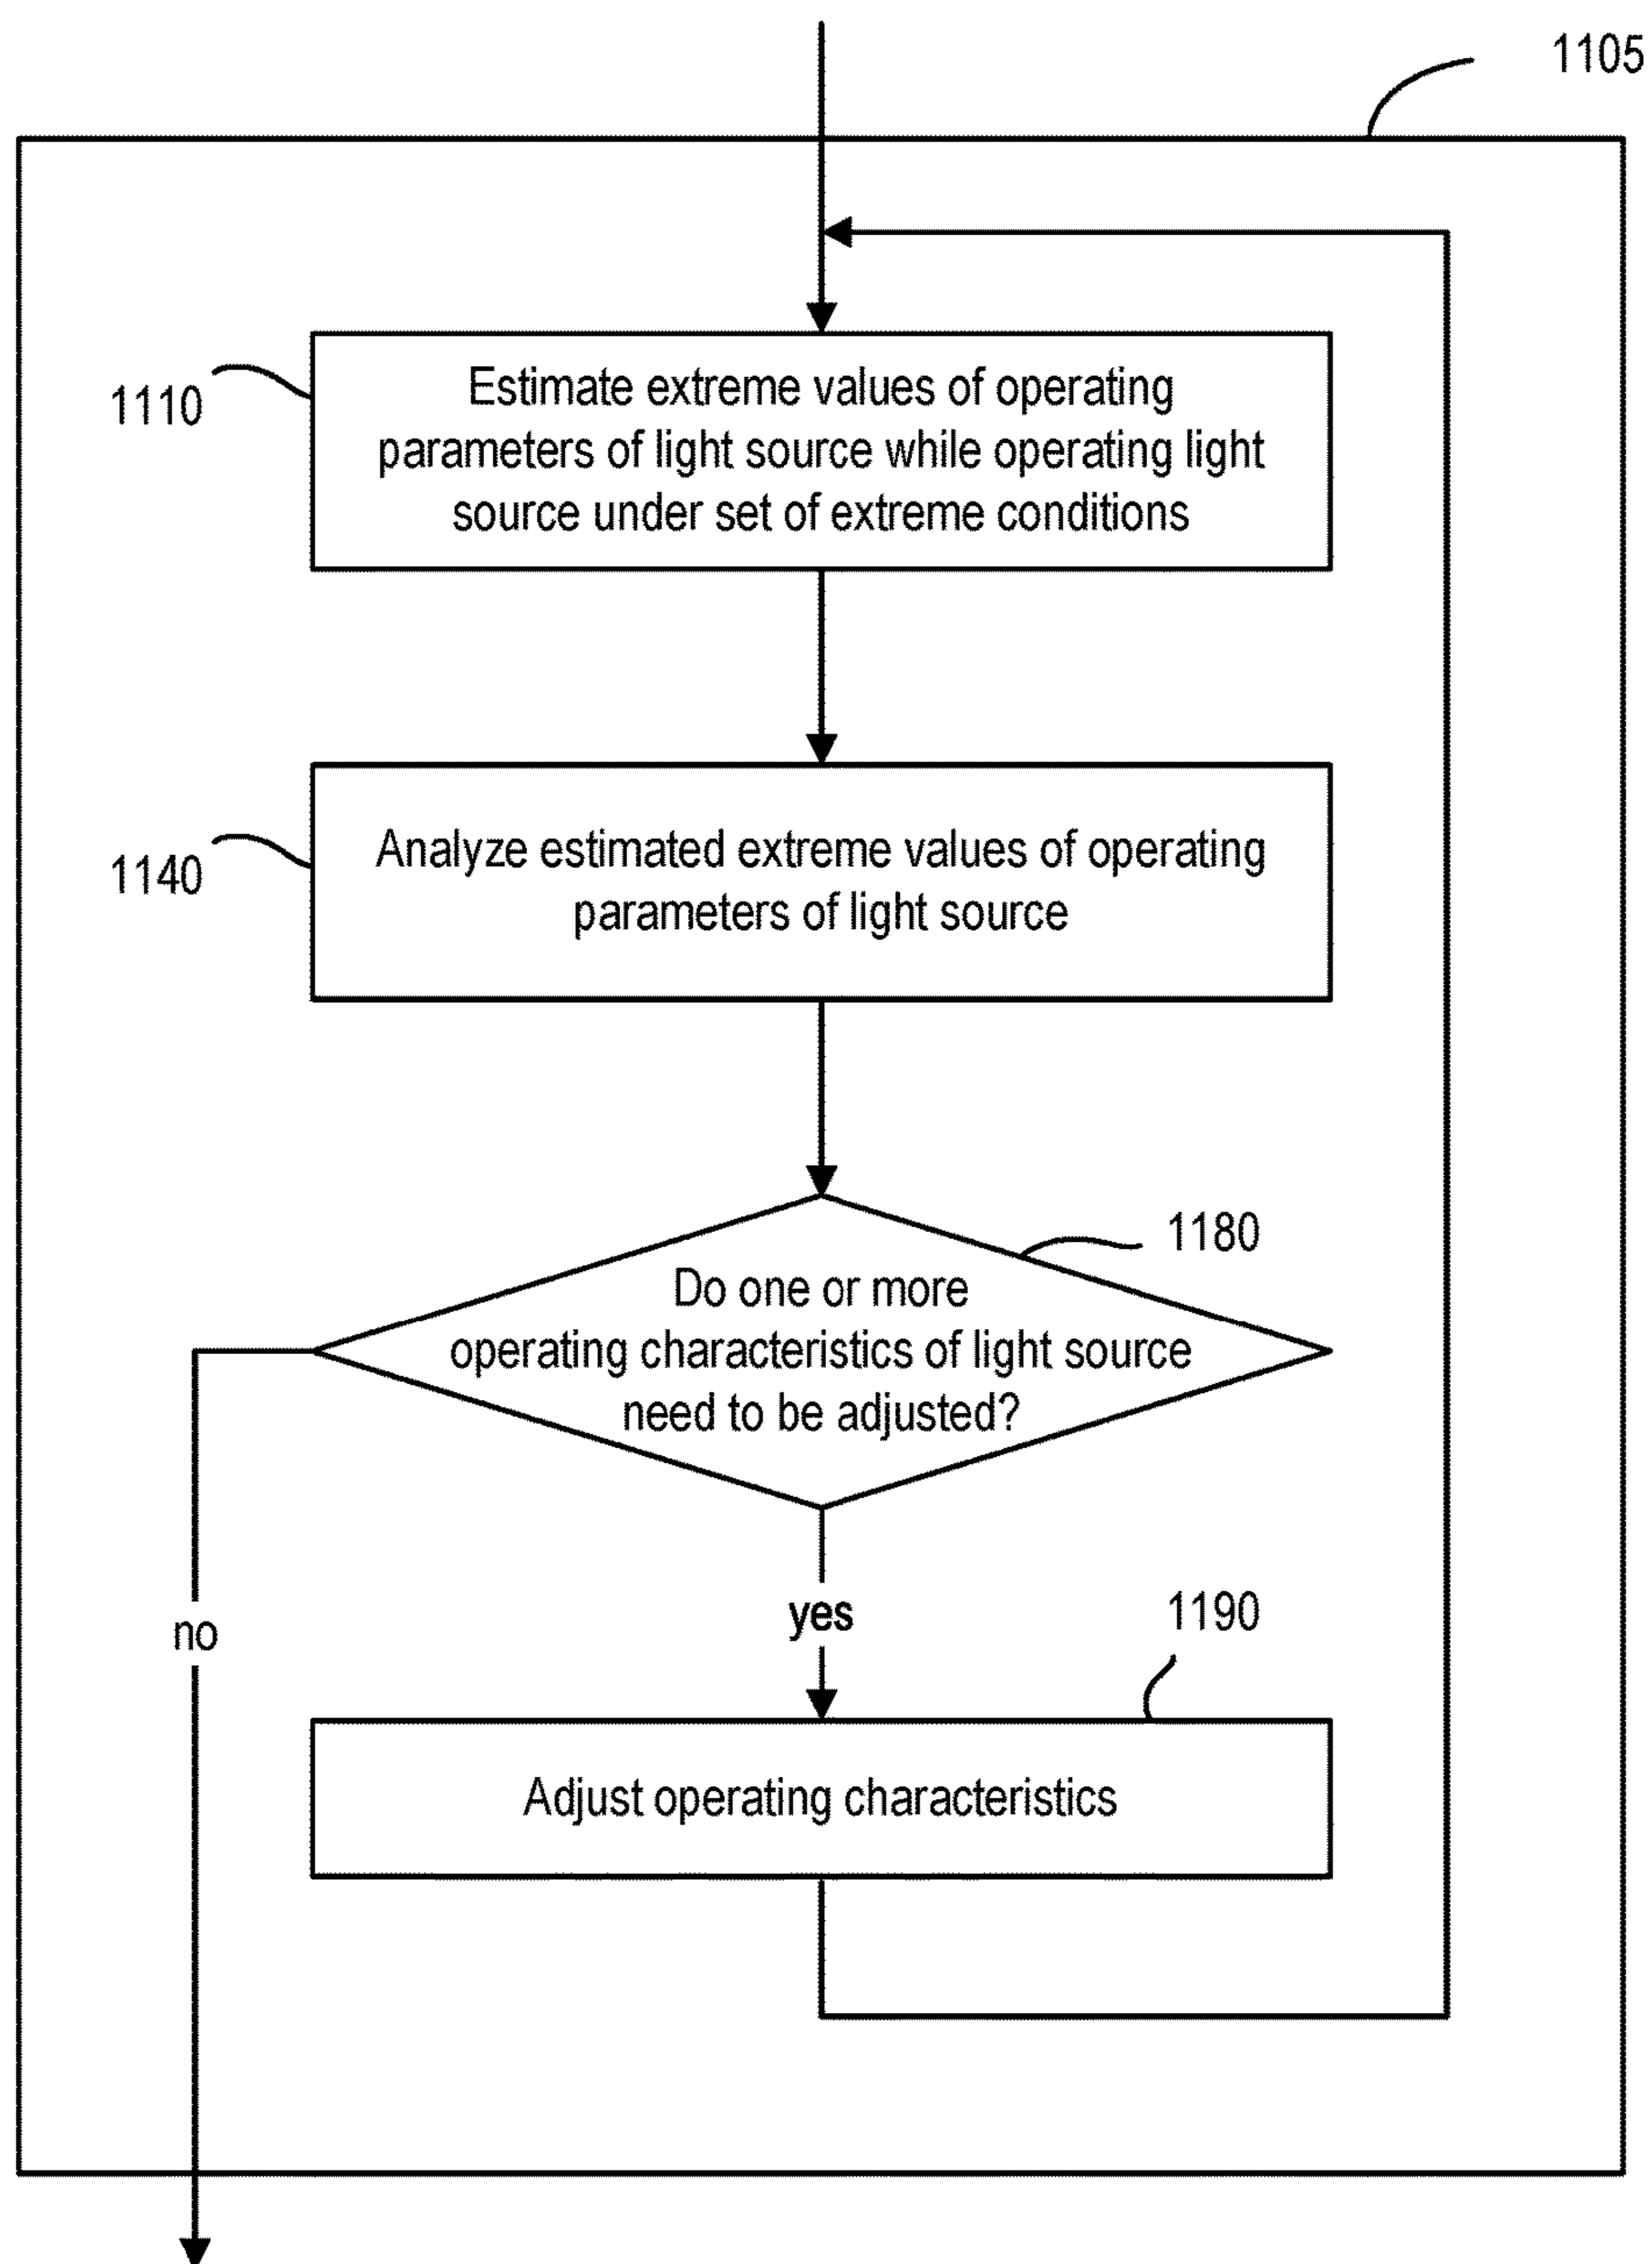 1105
1110
Estimate extreme values of operating
parameters of light source while operating light
source under set of extreme conditions
1140
Analyze estimated extreme values of operating
parameters of light source
1180
Do one or more
operating characteristics of light source
need to be adjusted?
no
yes
1190
Adjust operating characteristics